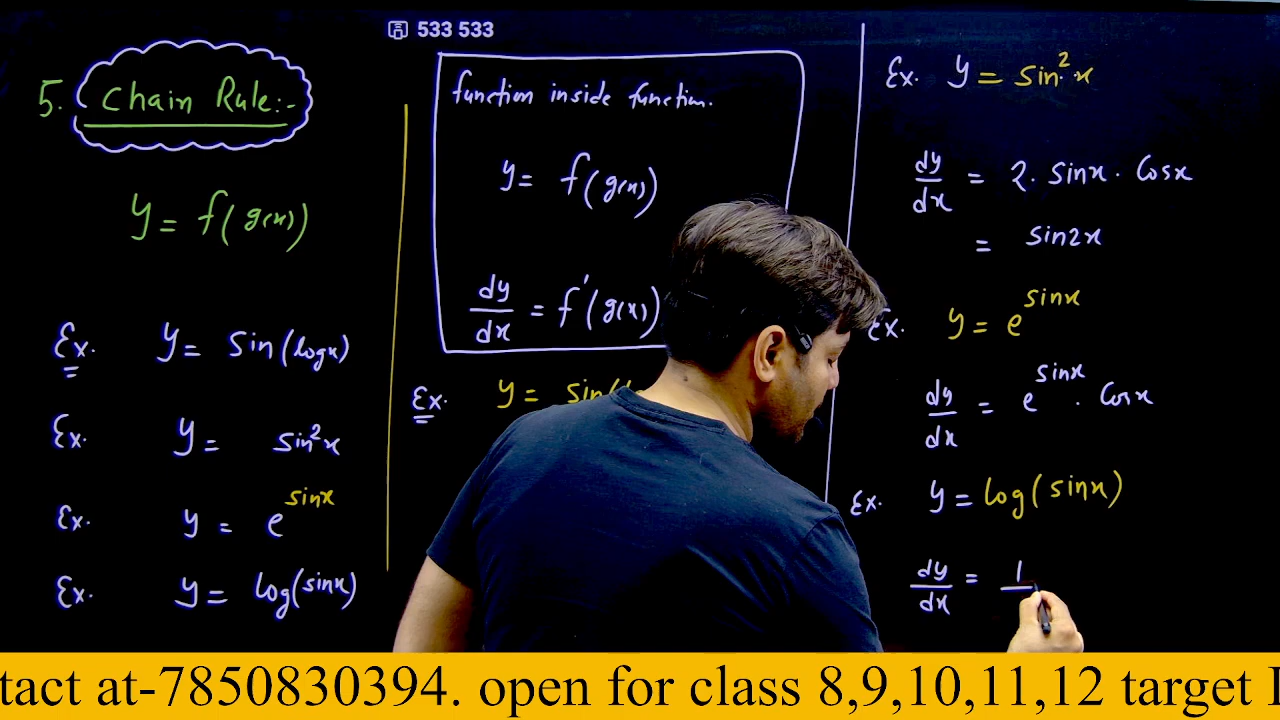 533 533
5. Chain Rule:-
y = f(g(x))
Ex. y = sin(logx)
Ex. y = sin²x
Ex. y = e^sinx
Ex. y = log(sinx)
function inside function.
y = f(g(x))
dy/dx = f'(g(x))
Ex. y = sin(
Ex. y = sin²x
dy/dx = 2. sinx. Cosx
= sin2x
Ex. y = e^sinx
dy/dx = e^sinx . Cosx
Ex. y = log(sinx)
dy/dx = 1
tact at-7850830394. open for class 8,9,10,11,12 target